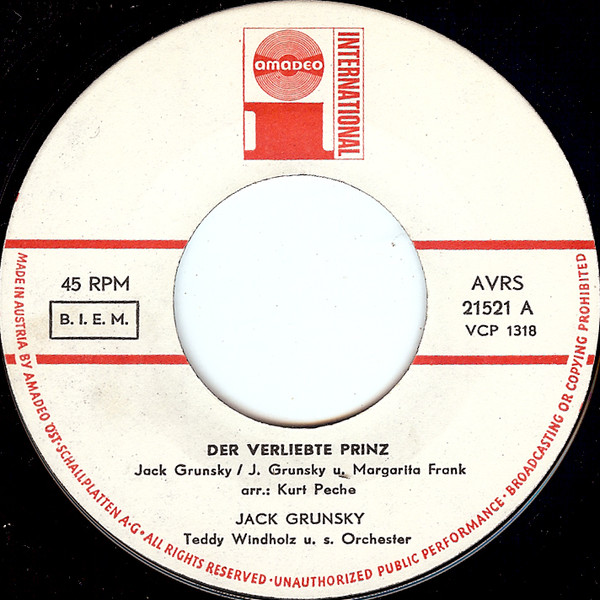 amadeo
INTERNATIONAL
45 RPM
B. I. E. M.
AVRS
21521 A
VCP 1318
DER VERLIEBTE PRINZ
Jack Grunsky / J. Grunsky u. Margarita Frank
arr.: Kurt Peche
JACK GRUNSKY
Teddy Windholz u. s. Orchester
MADE IN AUSTRIA BY AMADEO ÖST. SCHALLPLATTEN A·G· ALL RIGHTS RESERVED · UNAUTHORIZED PUBLIC PERFORMANCE · BROADCASTING OR COPYING PROHIBITED